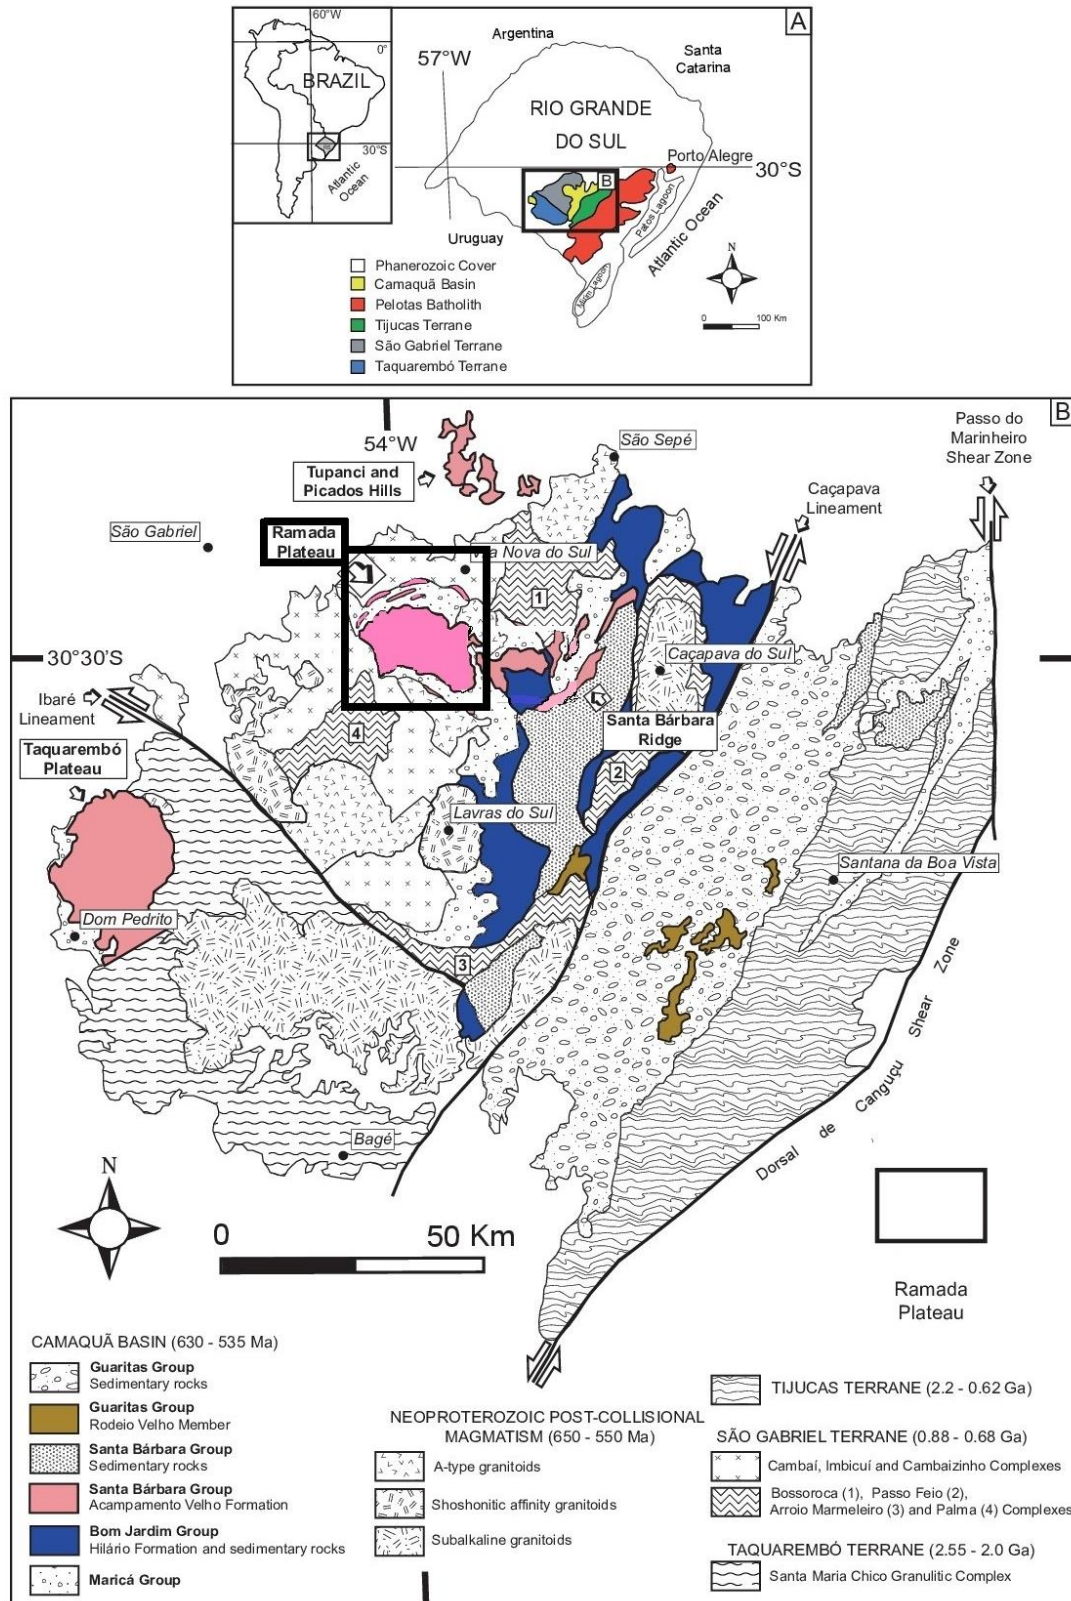 60°W
A
0°
BRAZIL
30°S
Atlantic
Ocean
Argentina
57°W
Santa
Catarina
RIO GRANDE
DO SUL
Porto Alegre
30°S
B
Patos Lagoon
Atlantic Ocean
Uruguay
Mirim Lagoon
N
0 100 Km
Phanerozoic Cover
Camaquã Basin
Pelotas Batholith
Tijucas Terrane
São Gabriel Terrane
Taquarembó Terrane
B
54°W
Passo do
Marinheiro
Shear Zone
São Sepé
Tupanci and
Picados Hills
Caçapava
Lineament
São Gabriel
Ramada
Plateau
Nova do Sul
1
30°30'S
Caçapava do Sul
Ibaré
Lineament
Santa Bárbara
Ridge
4
Taquarembó
Plateau
2
Lavras do Sul
Santana da Boa Vista
Dom Pedrito
3
Dorsal de Canguçu Shear Zone
Bagé
N
0 50 Km
Ramada
Plateau
CAMAQUÃ BASIN (630 - 535 Ma)
Guaritas Group
Sedimentary rocks
Guaritas Group
Rodeio Velho Member
Santa Bárbara Group
Sedimentary rocks
Santa Bárbara Group
Acampamento Velho Formation
Bom Jardim Group
Hilário Formation and sedimentary rocks
Maricá Group
NEOPROTEROZOIC POST-COLLISIONAL
MAGMATISM (650 - 550 Ma)
A-type granitoids
Shoshonitic affinity granitoids
Subalkaline granitoids
TIJUCAS TERRANE (2.2 - 0.62 Ga)
SÃO GABRIEL TERRANE (0.88 - 0.68 Ga)
Cambaí, Imbicuí and Cambaizinho Complexes
Bossoroca (1), Passo Feio (2),
Arroio Marmeleiro (3) and Palma (4) Complexes
TAQUAREMBÓ TERRANE (2.55 - 2.0 Ga)
Santa Maria Chico Granulitic Complex